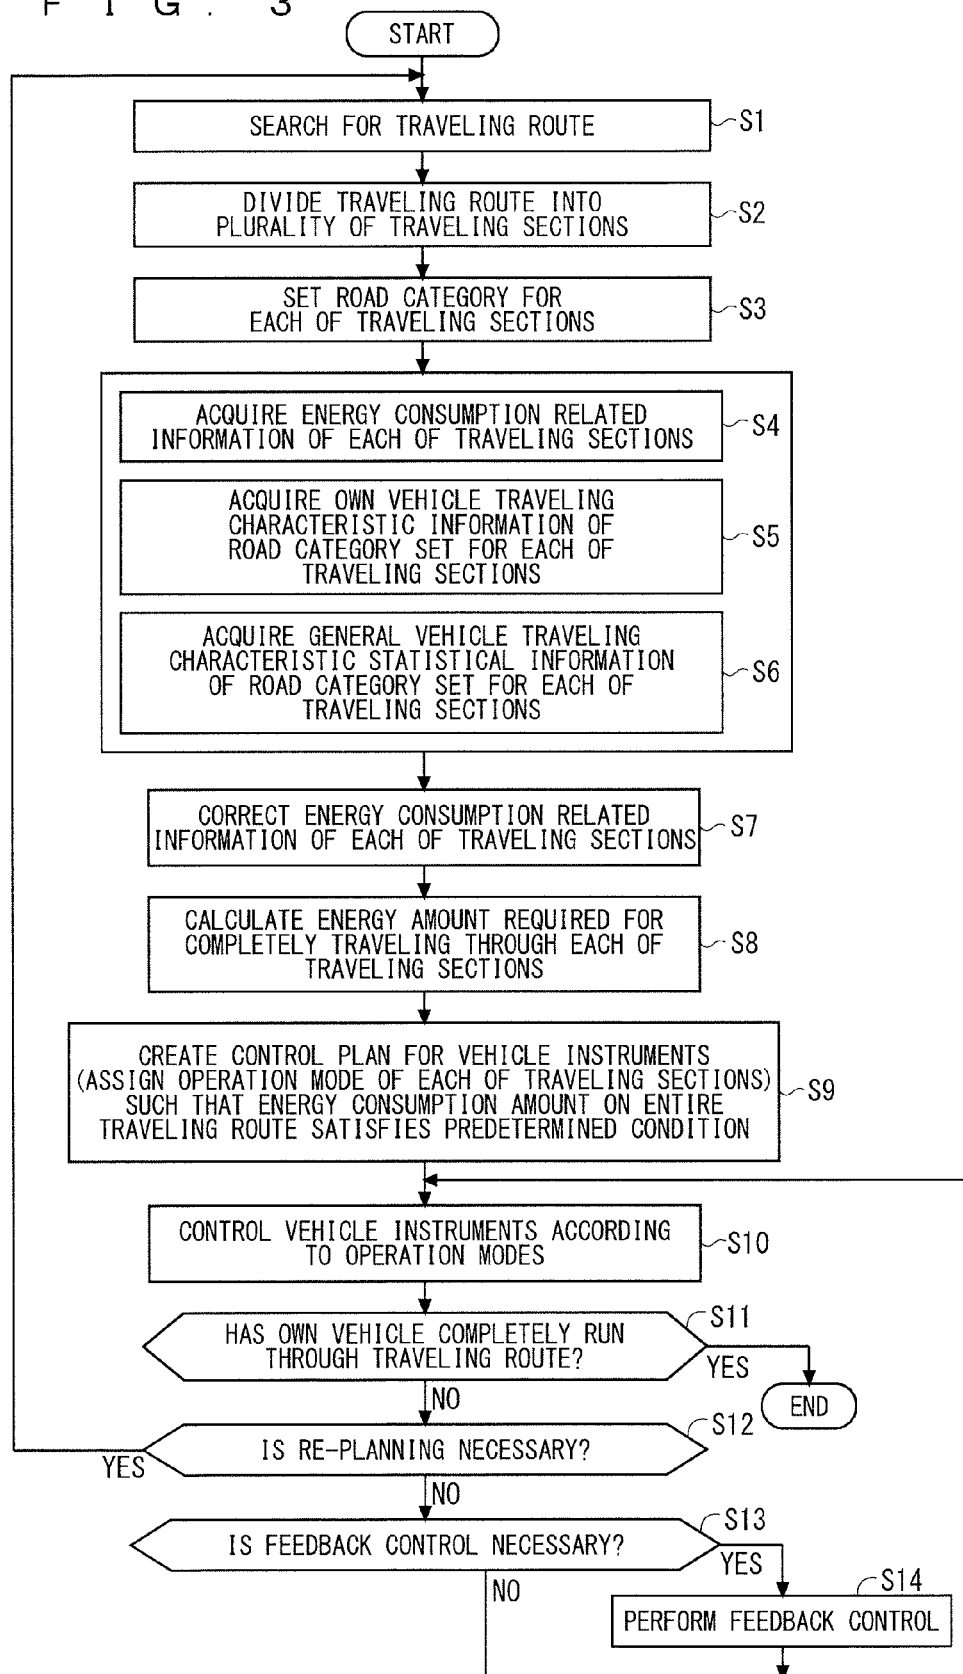 FIG. 3
START
SEARCH FOR TRAVELING ROUTE
S1
DIVIDE TRAVELING ROUTE INTO
PLURALITY OF TRAVELING SECTIONS
S2
SET ROAD CATEGORY FOR
EACH OF TRAVELING SECTIONS
S3
ACQUIRE ENERGY CONSUMPTION RELATED
INFORMATION OF EACH OF TRAVELING SECTIONS
S4
ACQUIRE OWN VEHICLE TRAVELING
CHARACTERISTIC INFORMATION OF
ROAD CATEGORY SET FOR EACH OF
TRAVELING SECTIONS
S5
ACQUIRE GENERAL VEHICLE TRAVELING
CHARACTERISTIC STATISTICAL INFORMATION
OF ROAD CATEGORY SET FOR EACH OF
TRAVELING SECTIONS
S6
CORRECT ENERGY CONSUMPTION RELATED
INFORMATION OF EACH OF TRAVELING SECTIONS
S7
CALCULATE ENERGY AMOUNT REQUIRED FOR
COMPLETELY TRAVELING THROUGH EACH OF
TRAVELING SECTIONS
S8
CREATE CONTROL PLAN FOR VEHICLE INSTRUMENTS
(ASSIGN OPERATION MODE OF EACH OF TRAVELING SECTIONS)
SUCH THAT ENERGY CONSUMPTION AMOUNT ON ENTIRE
TRAVELING ROUTE SATISFIES PREDETERMINED CONDITION
S9
CONTROL VEHICLE INSTRUMENTS ACCORDING
TO OPERATION MODES
S10
HAS OWN VEHICLE COMPLETELY RUN
THROUGH TRAVELING ROUTE?
S11
YES
END
NO
IS RE-PLANNING NECESSARY?
S12
YES
NO
IS FEEDBACK CONTROL NECESSARY?
S13
YES
NO
S14
PERFORM FEEDBACK CONTROL